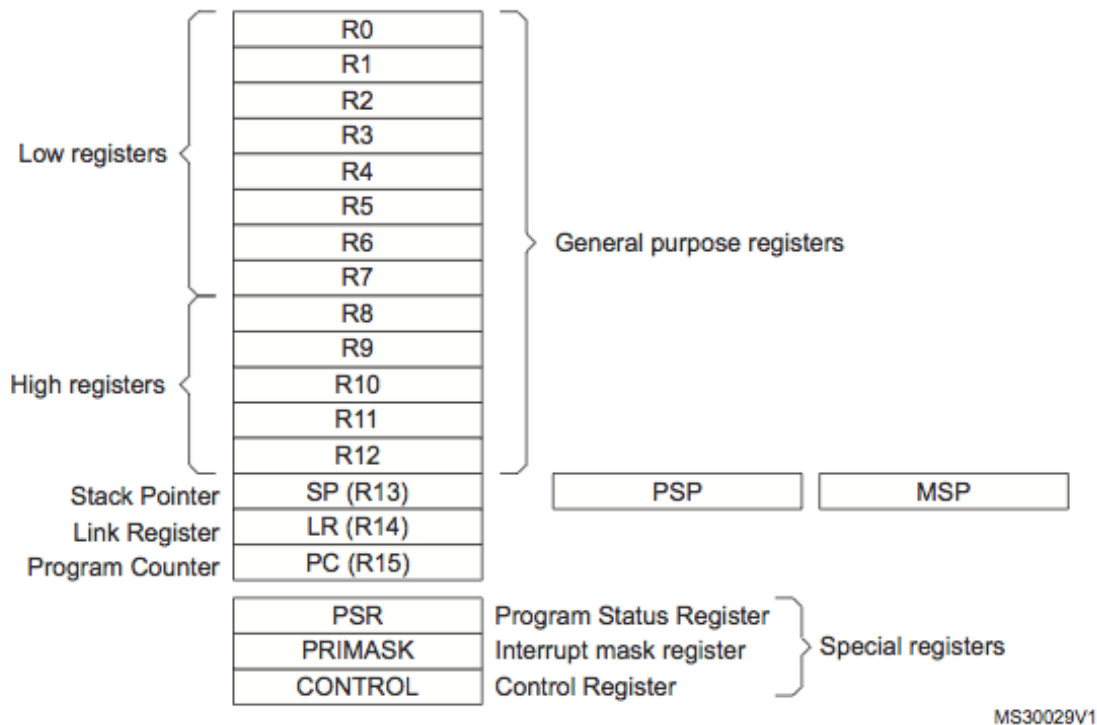 R0
R1
R2
R3
Low registers
R4
R5
R6
General purpose registers
R7
R8
R9
High registers
R10
R11
R12
Stack Pointer SP (R13) PSP MSP
Link Register LR (R14)
Program Counter PC (R15)
PSR Program Status Register
PRIMASK Interrupt mask register Special registers
CONTROL Control Register
MS30029V1